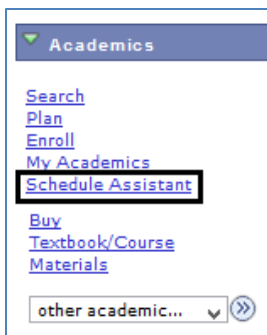 Academics
Search
Plan
Enroll
My Academics
Schedule Assistant
Buy
Textbook/Course
Materials
other academic...